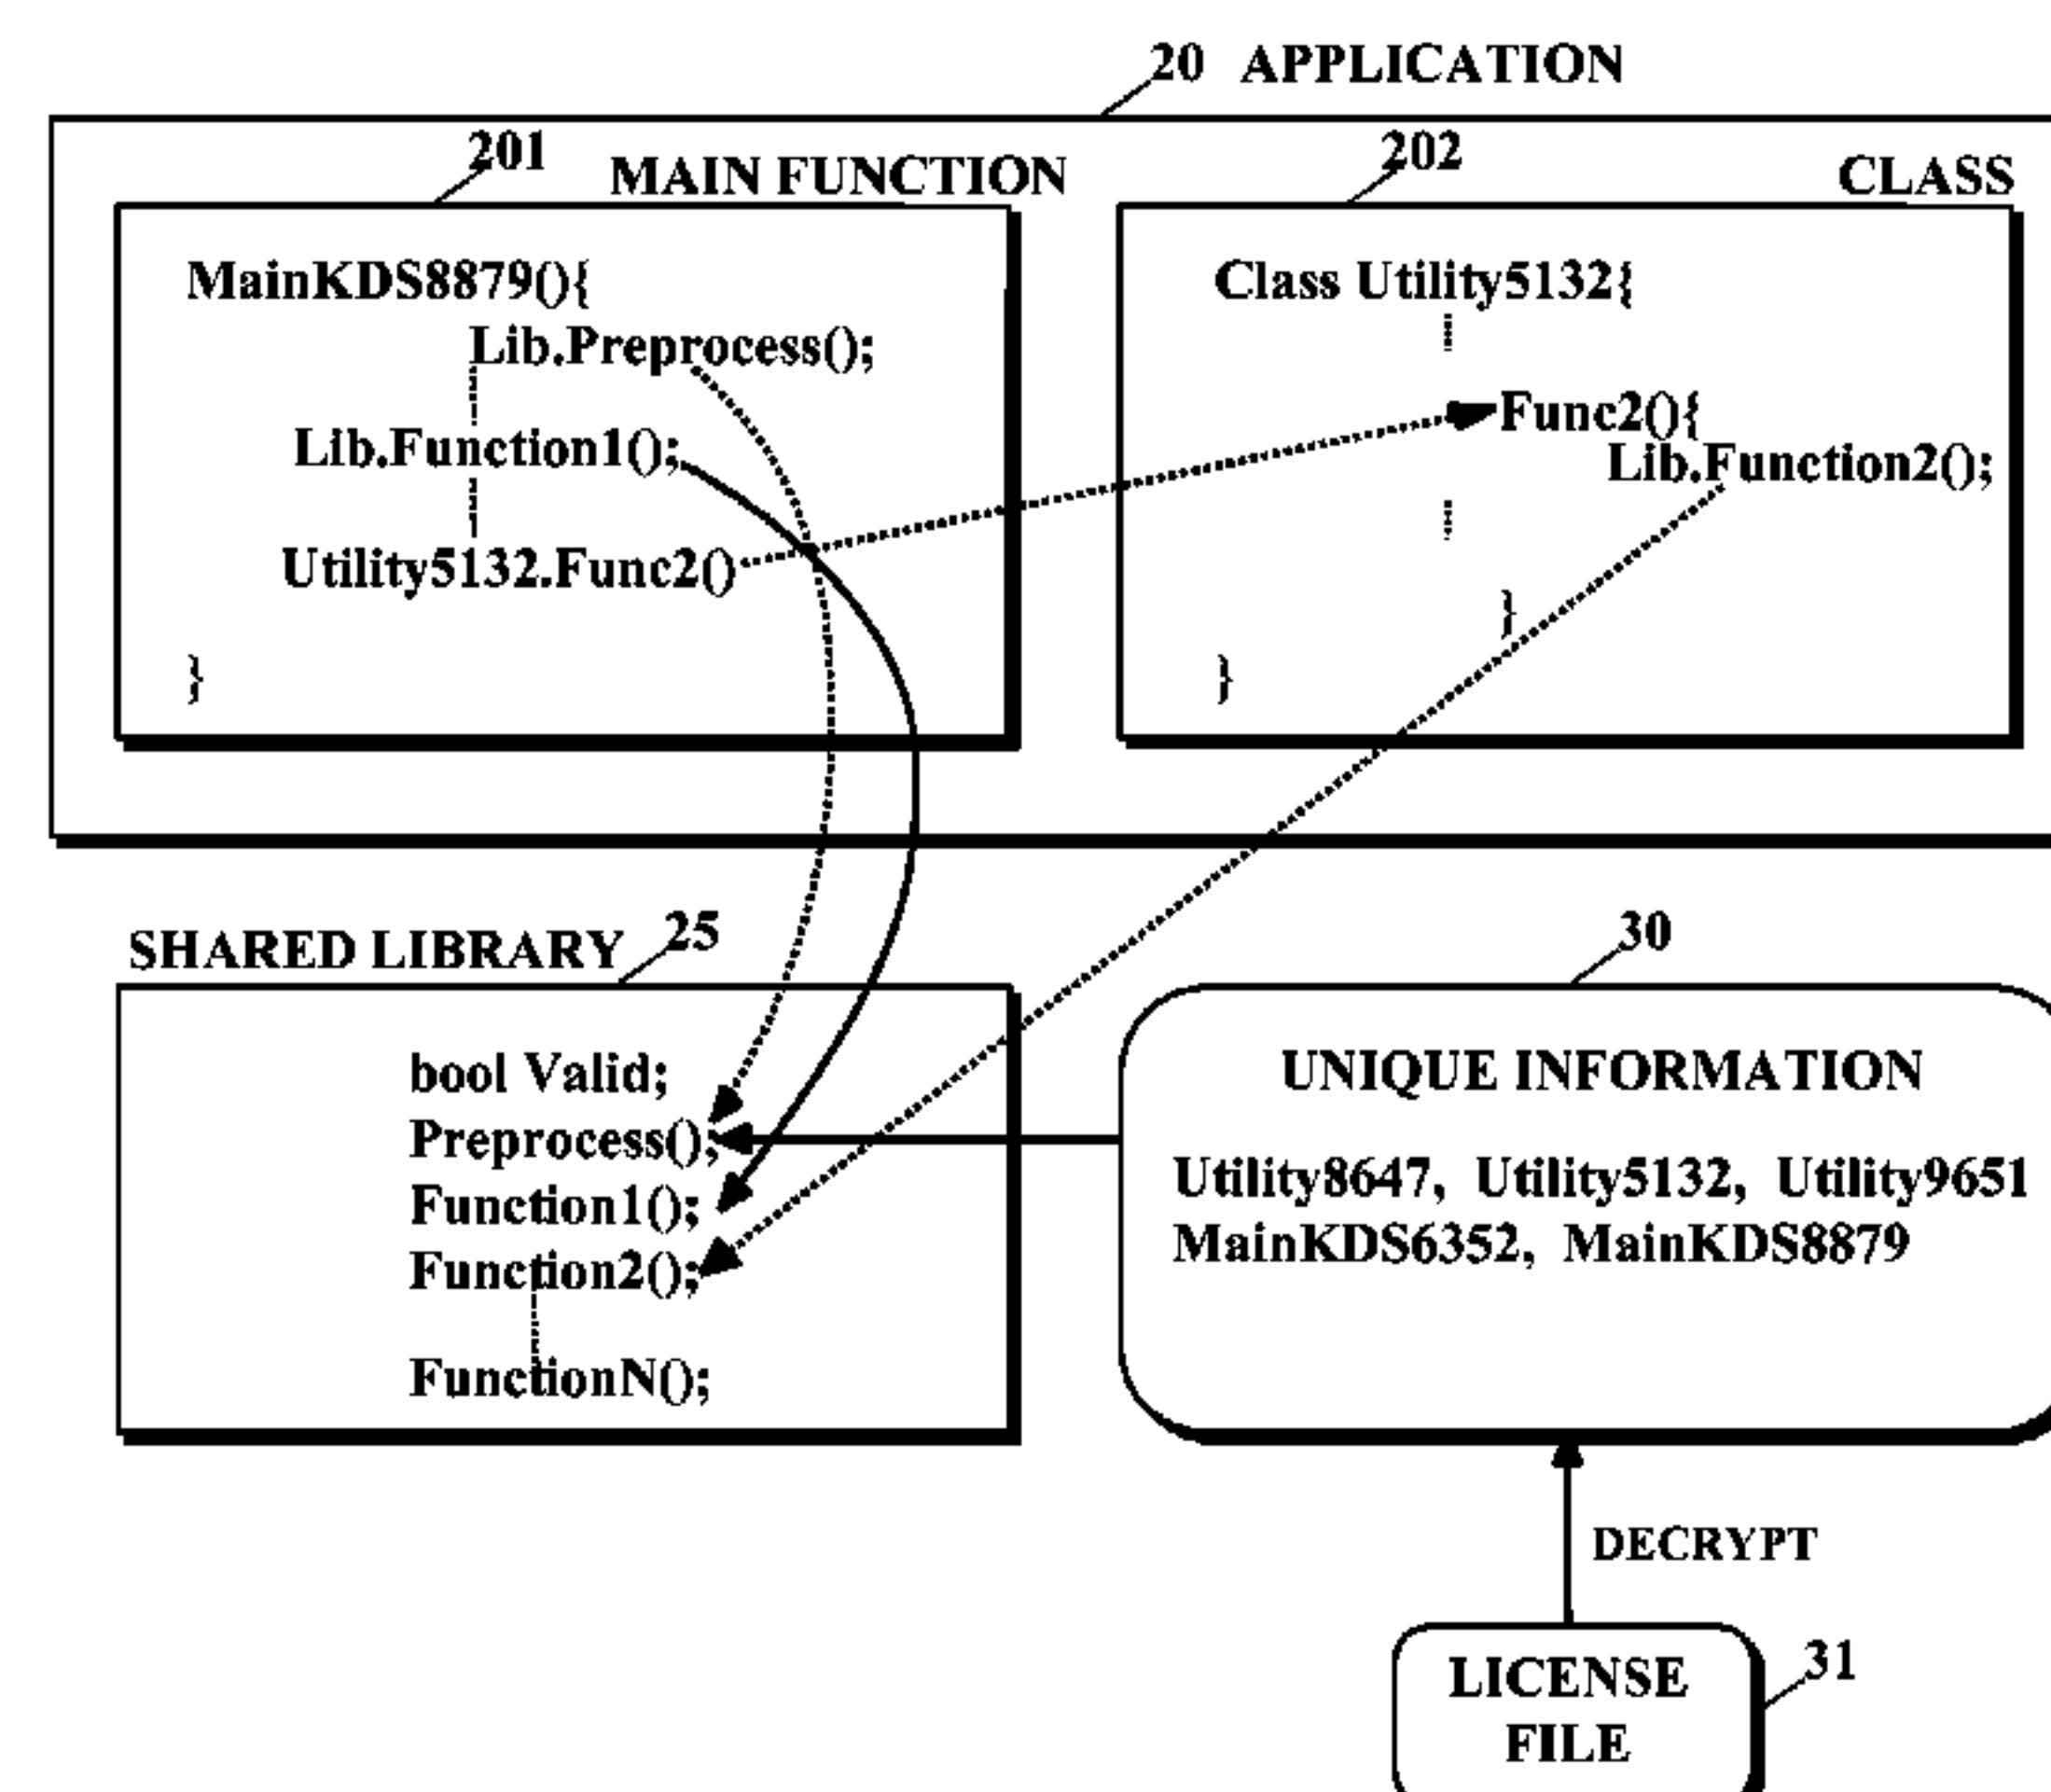 20 APPLICATION
201
MAIN FUNCTION
MainKDS8879(){
Lib.Preprocess();
Lib.Function1();
Utility5132.Func2()
}
202
CLASS
Class Utility5132{
Func2(){
Lib.Function2();
}
}
SHARED LIBRARY
25
bool Valid;
Preprocess();
Function1();
Function2();
FunctionN();
30
UNIQUE INFORMATION
Utility8647, Utility5132, Utility9651
MainKDS6352, MainKDS8879
DECRYPT
LICENSE
FILE
31